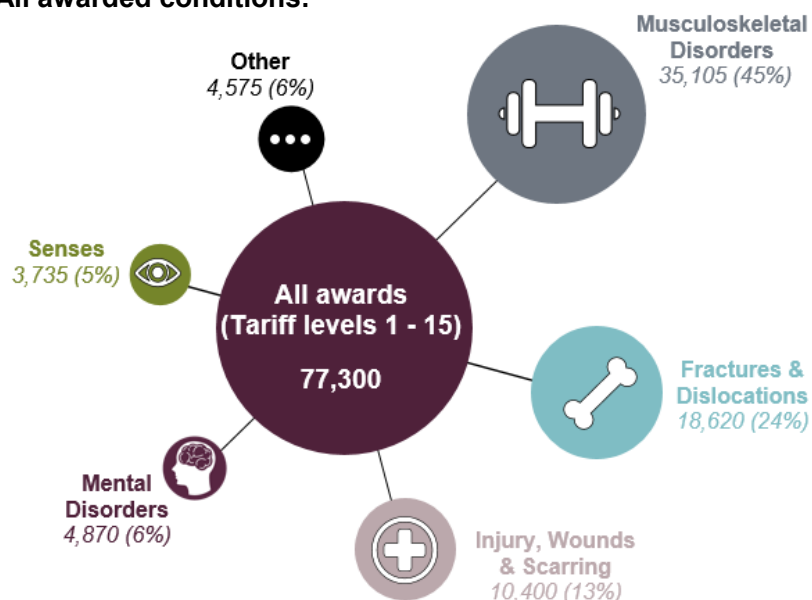 All awarded conditions:
Musculoskeletal
Disorders
35,105 (45%)
Other
4,575 (6%)
Senses
3,735 (5%)
All awards
(Tariff levels 1 - 15)
77,300
Fractures &
Dislocations
18,620 (24%)
Mental
Disorders
4,870 (6%)
Injury, Wounds
& Scarring
10,400 (13%)